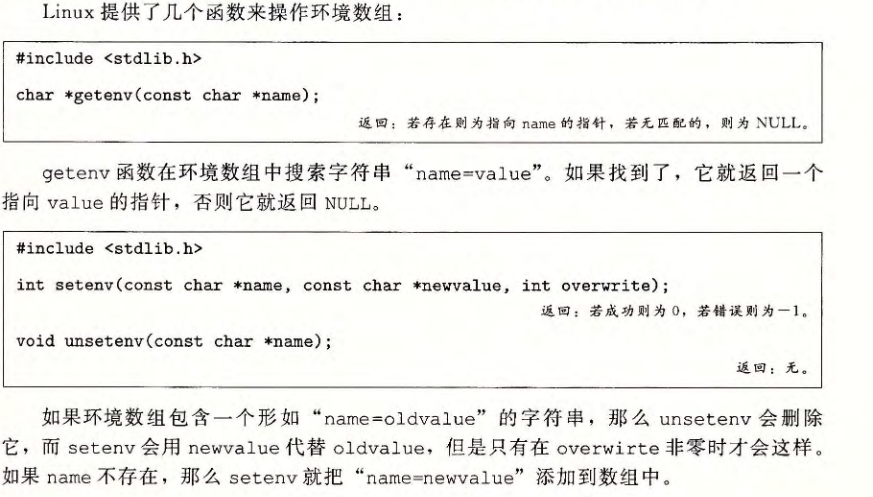 Linux 提供了几个函数来操作环境数组：
#include <stdlib.h>
char *getenv(const char *name);
返回：若存在则为指向 name 的指针，若无匹配的，则为 NULL。
getenv 函数在环境数组中搜索字符串“name=value”。如果找到了，它就返回一个
指向 value 的指针，否则它就返回 NULL。
#include <stdlib.h>
int setenv(const char *name, const char *newvalue, int overwrite);
返回：若成功则为 0，若错误则为－1。
void unsetenv(const char *name);
返回：无。
如果环境数组包含一个形如“name=oldvalue”的字符串，那么 unsetenv 会删除
它，而 setenv 会用 newvalue 代替 oldvalue，但是只有在 overwirte 非零时才会这样。
如果 name 不存在，那么 setenv 就把“name=newvalue”添加到数组中。